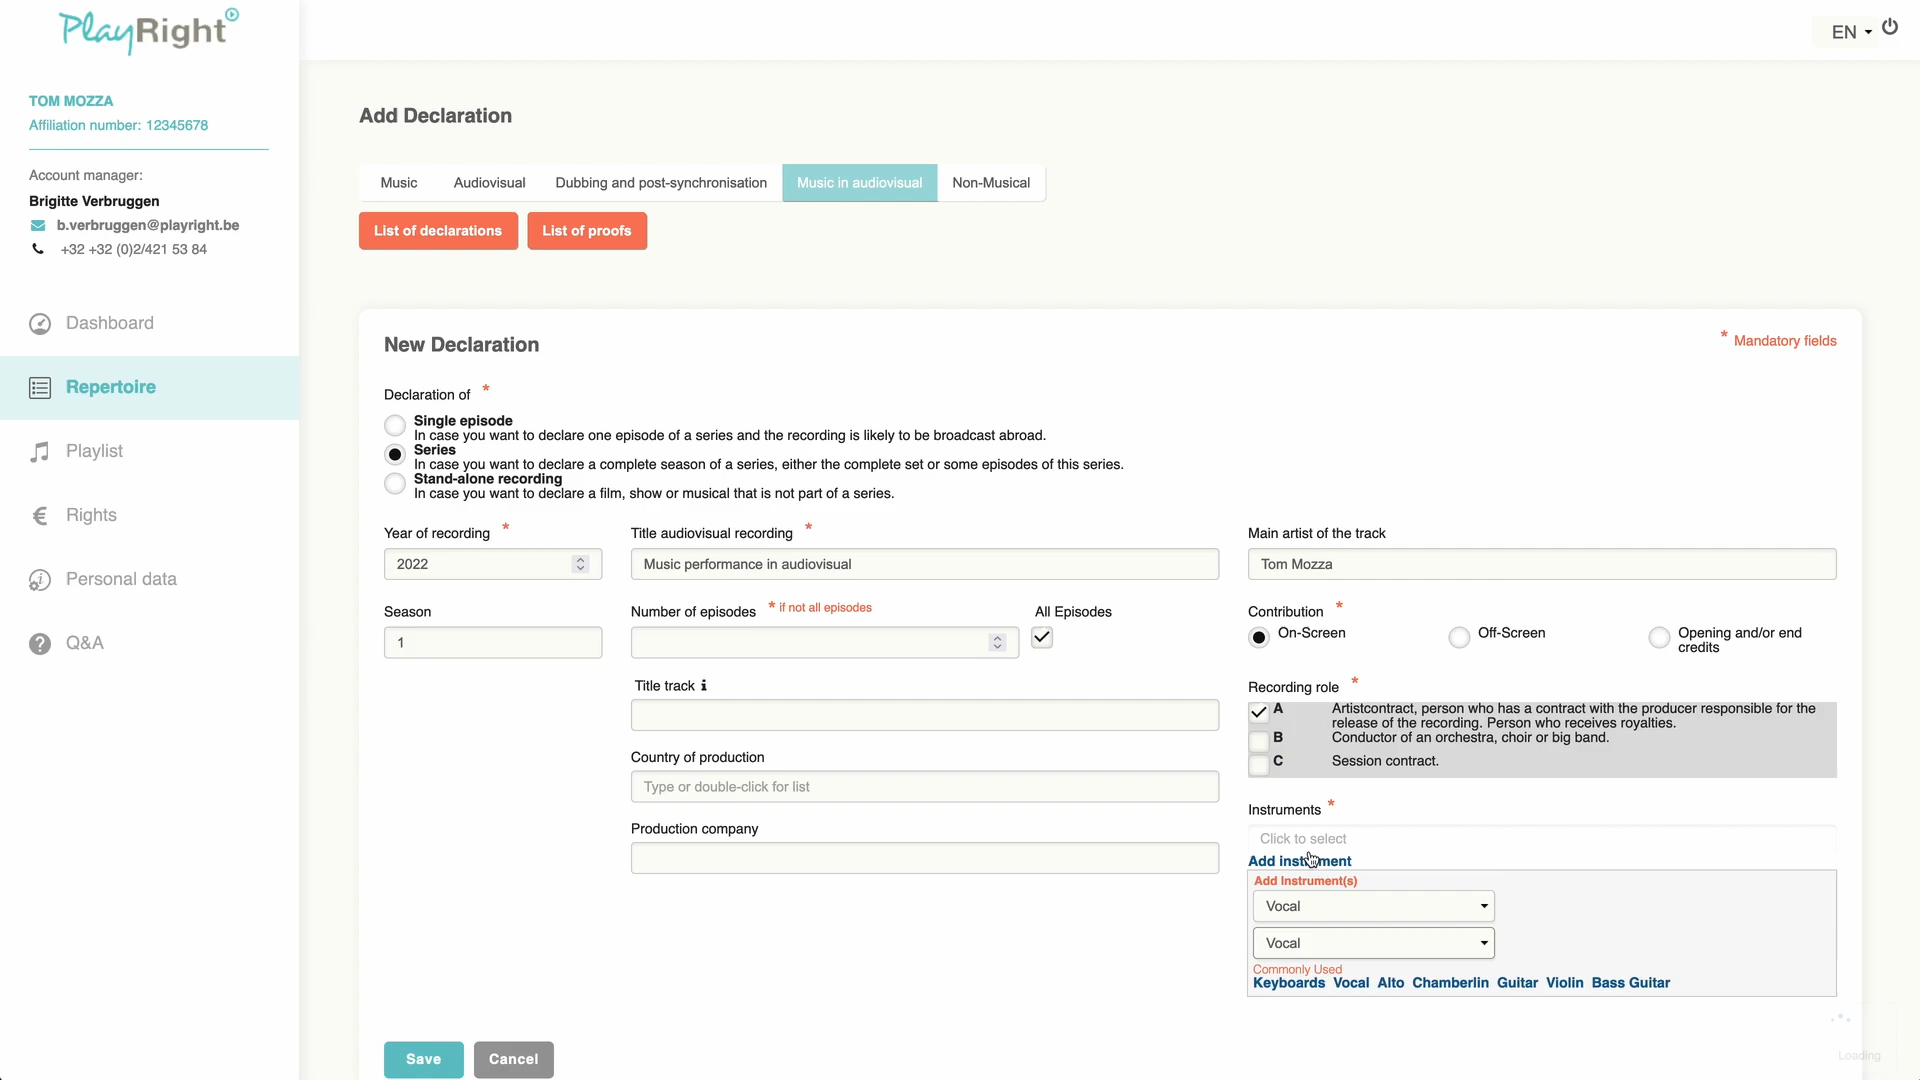 PlayRight
EN
TOM MOZZA
Affiliation number: 12345678
Account manager:
Brigitte Verbruggen
b.verbruggen@playright.be
+32 +32 (0)2/421 53 84
Dashboard
Repertoire
Playlist
Rights
Personal data
Q&A
Add Declaration
Music Audiovisual Dubbing and post-synchronisation Music in audiovisual Non-Musical
List of declarations List of proofs
New Declaration
* Mandatory fields
Declaration of *
Single episode
In case you want to declare one episode of a series and the recording is likely to be broadcast abroad.
Series
In case you want to declare a complete season of a series, either the complete set or some episodes of this series.
Stand-alone recording
In case you want to declare a film, show or musical that is not part of a series.
Year of recording *
2022
Title audiovisual recording *
Music performance in audiovisual
Main artist of the track
Tom Mozza
Season
1
Number of episodes * if not all episodes
All Episodes
Contribution *
On-Screen Off-Screen Opening and/or end
credits
Title track
Country of production
Type or double-click for list
Production company
Recording role *
A Artistcontract, person who has a contract with the producer responsible for the
release of the recording. Person who receives royalties.
B Conductor of an orchestra, choir or big band.
C Session contract.
Instruments *
Click to select
Add instrument
Add Instrument(s)
Vocal
Vocal
Commonly Used
Keyboards Vocal Alto Chamberlin Guitar Violin Bass Guitar
Save Cancel
Loading